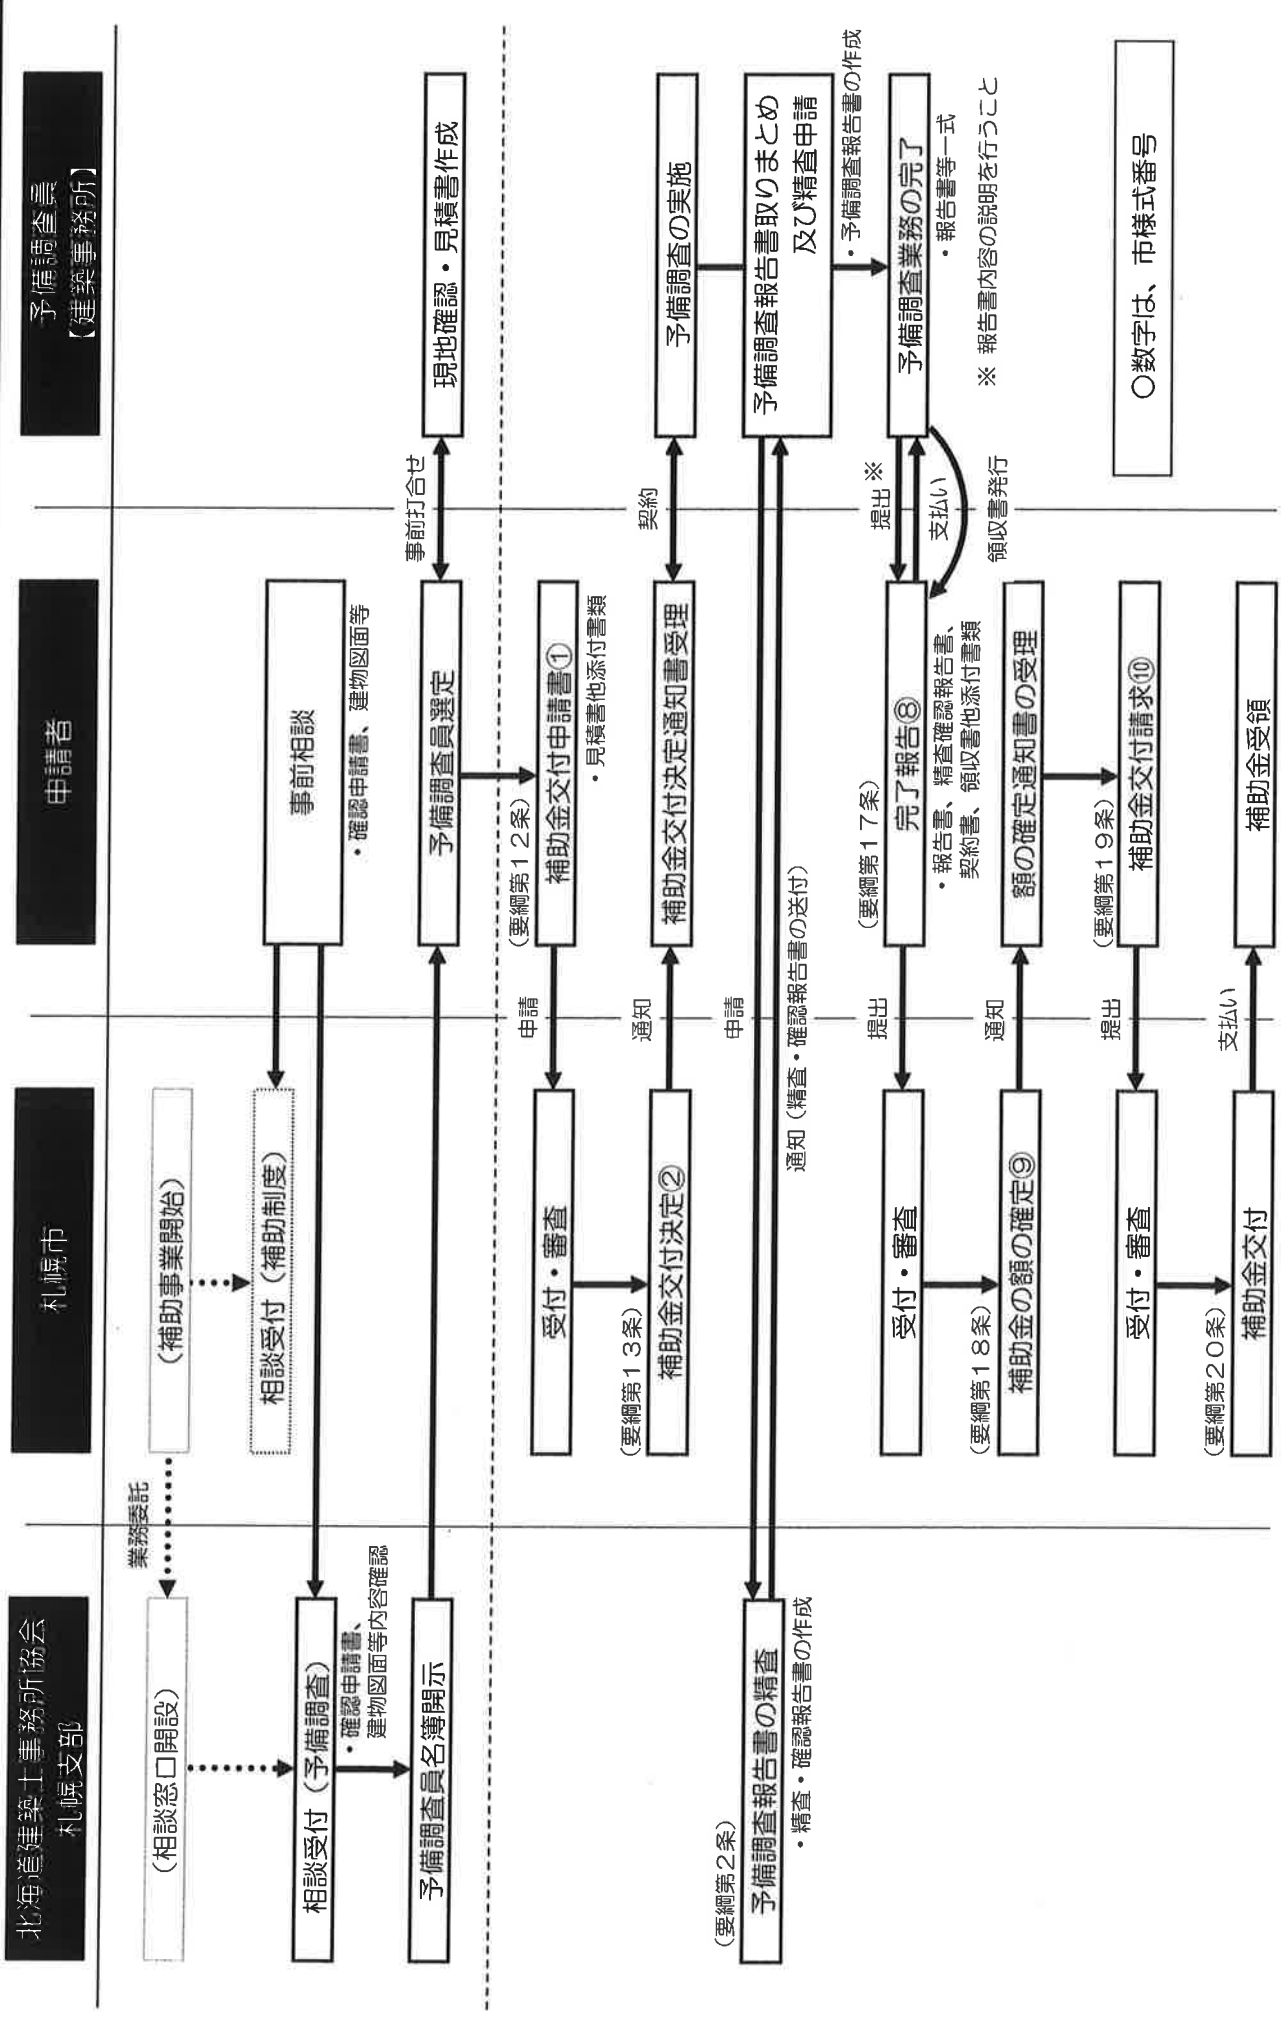 北海道建築士事務所協会
札幌支部
札幌市
申請者
予備調査員
【建築事務所】
（相談窓口開設）
業務委託
（補助事業開始）
相談受付（補助制度）
事前相談
・確認申請書、建物図面等
相談受付（予備調査）
・確認申請書、
建物図面等内容確認
予備調査員名簿開示
予備調査員選定
事前打合せ
現地確認・見積書作成
（要綱第12条）
補助金交付申請書①
・見積書他添付書類
申請
受付・審査
（要綱第13条）
補助金交付決定②
通知
補助金交付決定通知書受理
契約
予備調査の実施
予備調査報告書取りまとめ
及び精査申請
・予備調査報告書の作成
申請
（要綱第2条）
予備調査報告書の精査
・精査・確認報告書の作成
通知（精査・確認報告書の送付）
予備調査業務の完了
・報告書等一式
※ 報告書内容の説明を行うこと
提出※
支払い
領収書発行
（要綱第17条）
完了報告⑧
・報告書、精査確認報告書、
契約書、領収書他添付書類
提出
受付・審査
（要綱第18条）
補助金の額の確定⑨
通知
額の確定通知書の受理
（要綱第19条）
補助金交付請求⑩
提出
受付・審査
（要綱第20条）
補助金交付
支払い
補助金受領
〇数字は、市様式番号